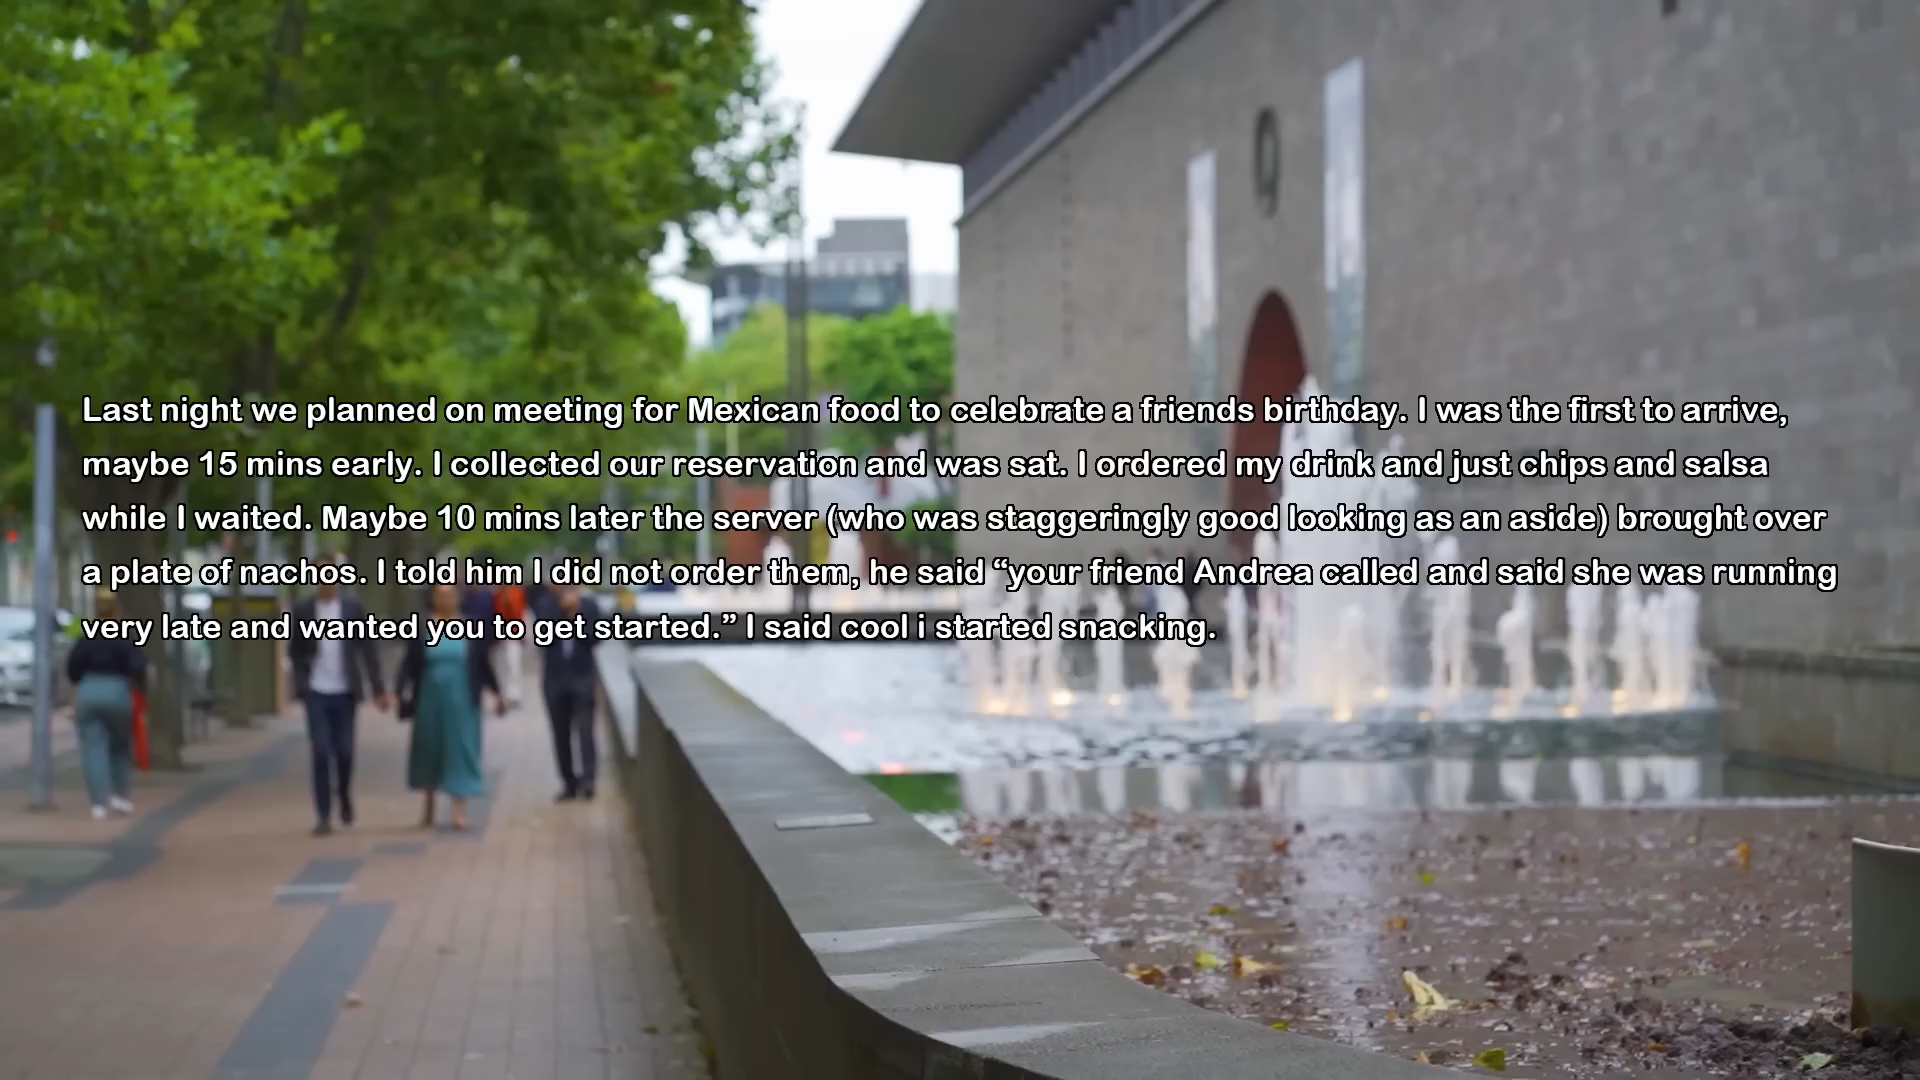 Last night we planned on meeting for Mexican food to celebrate a friends birthday. I was the first to arrive,
maybe 15 mins early. I collected our reservation and was sat. I ordered my drink and just chips and salsa
while I waited. Maybe 10 mins later the server (who was staggeringly good looking as an aside) brought over
a plate of nachos. I told him I did not order them, he said “your friend Andrea called and said she was running
very late and wanted you to get started.” I said cool i started snacking.